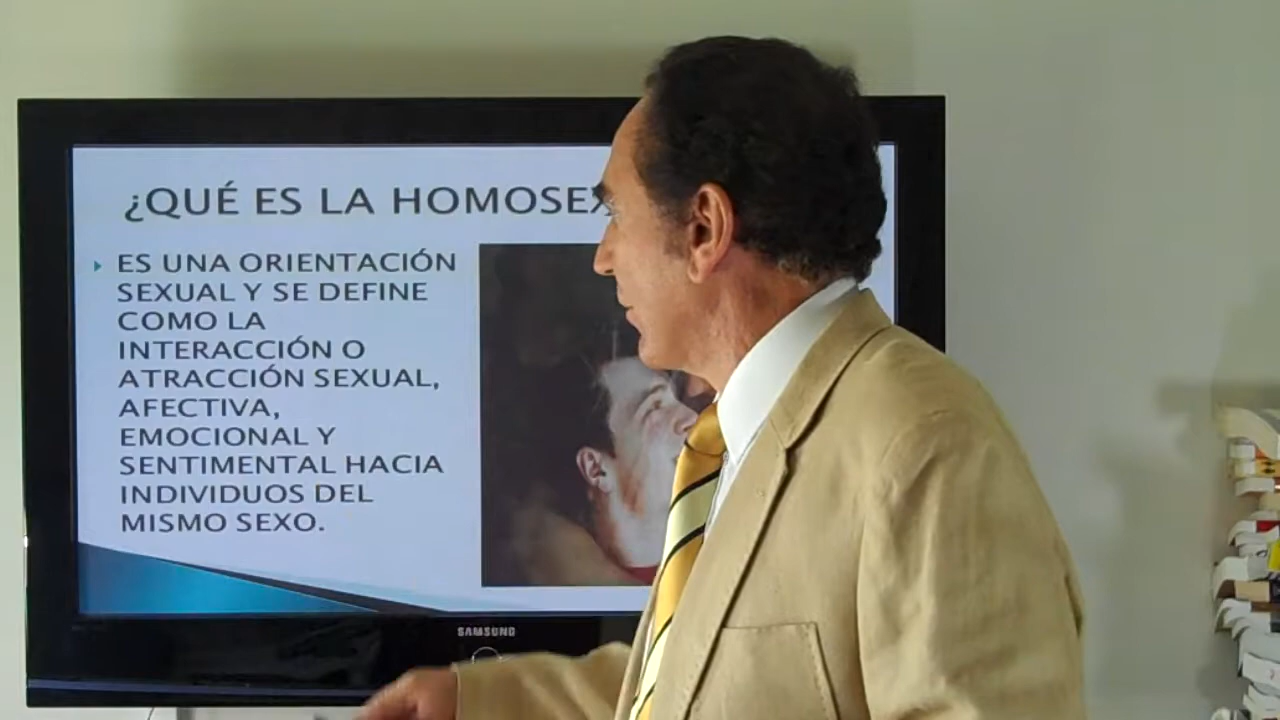 ¿QUÉ ES LA HOMOSEX
ES UNA ORIENTACIÓN
SEXUAL Y SE DEFINE
COMO LA
INTERACCIÓN O
ATRACCIÓN SEXUAL,
AFECTIVA,
EMOCIONAL Y
SENTIMENTAL HACIA
INDIVIDUOS DEL
MISMO SEXO.
SAMSUNG